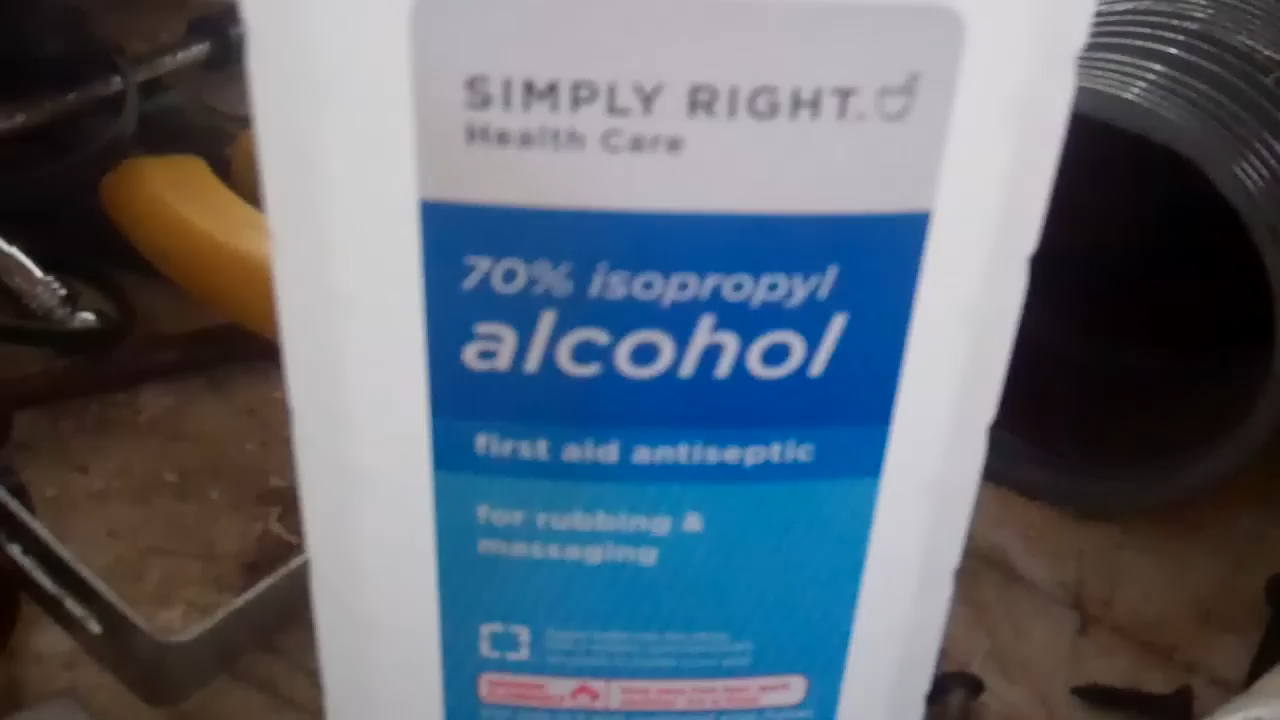 SIMPLY RIGHT.
Health Care
70% isopropyl
alcohol
first aid antiseptic
for rubbing &
massaging